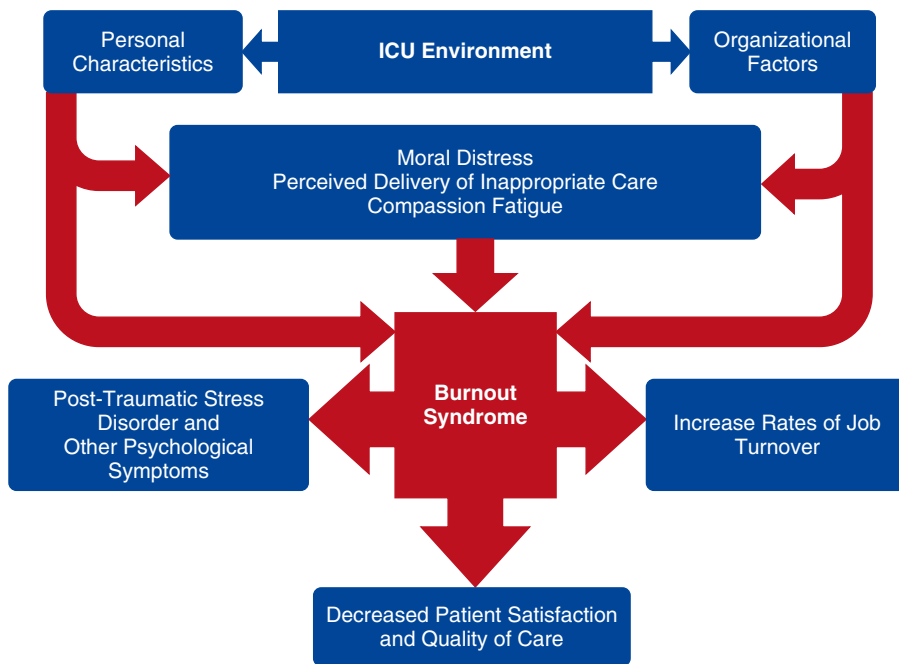 Personal
Characteristics
ICU Environment
Organizational
Factors
Moral Distress
Perceived Delivery of Inappropriate Care
Compassion Fatigue
Burnout
Syndrome
Post-Traumatic Stress
Disorder and
Other Psychological
Symptoms
Increase Rates of Job
Turnover
Decreased Patient Satisfaction
and Quality of Care